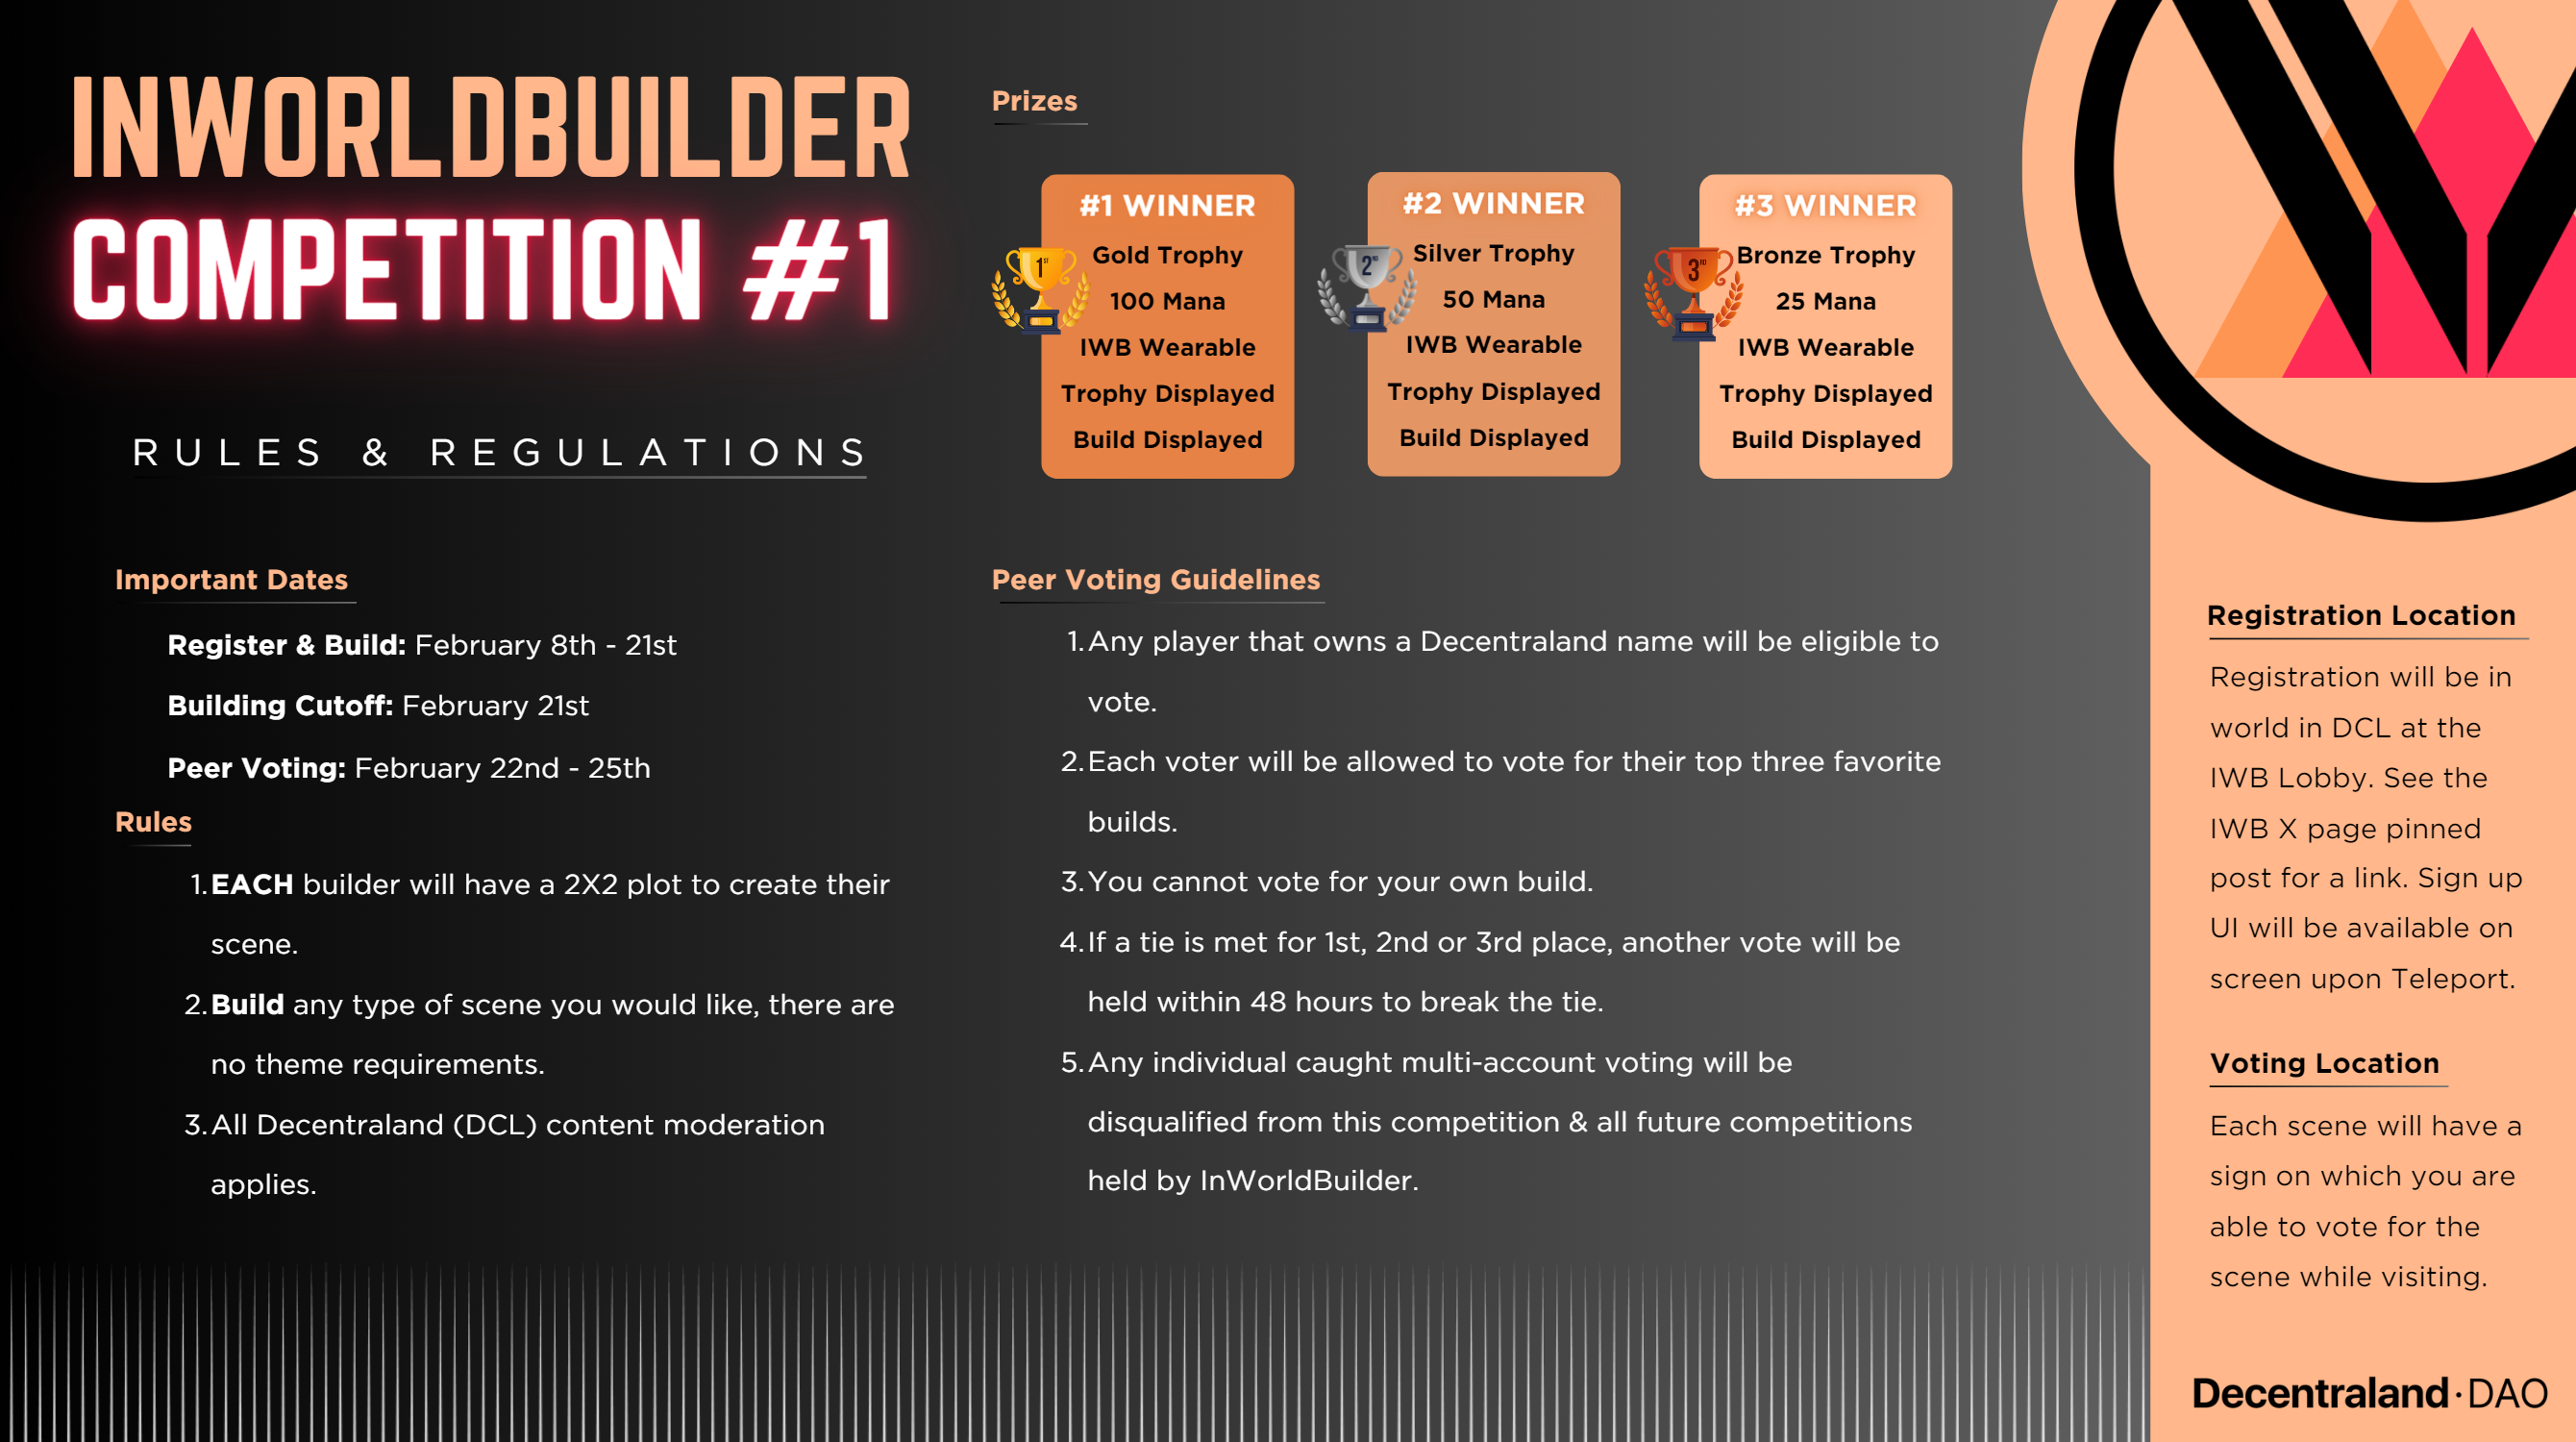 INWORLDBUILDER
COMPETITION #1
RULES & REGULATIONS
Important Dates
Register & Build: February 8th - 21st
Building Cutoff: February 21st
Peer Voting: February 22nd - 25th
Rules
1. EACH builder will have a 2X2 plot to create their
scene.
2. Build any type of scene you would like, there are
no theme requirements.
3. All Decentraland (DCL) content moderation
applies.
Prizes
#1 WINNER
1ST
Gold Trophy
100 Mana
IWB Wearable
Trophy Displayed
Build Displayed
#2 WINNER
2ND
Silver Trophy
50 Mana
IWB Wearable
Trophy Displayed
Build Displayed
#3 WINNER
3RD
Bronze Trophy
25 Mana
IWB Wearable
Trophy Displayed
Build Displayed
Peer Voting Guidelines
1. Any player that owns a Decentraland name will be eligible to
vote.
2. Each voter will be allowed to vote for their top three favorite
builds.
3. You cannot vote for your own build.
4. If a tie is met for 1st, 2nd or 3rd place, another vote will be
held within 48 hours to break the tie.
5. Any individual caught multi-account voting will be
disqualified from this competition & all future competitions
held by InWorldBuilder.
Registration Location
Registration will be in
world in DCL at the
IWB Lobby. See the
IWB X page pinned
post for a link. Sign up
UI will be available on
screen upon Teleport.
Voting Location
Each scene will have a
sign on which you are
able to vote for the
scene while visiting.
Decentraland · DAO